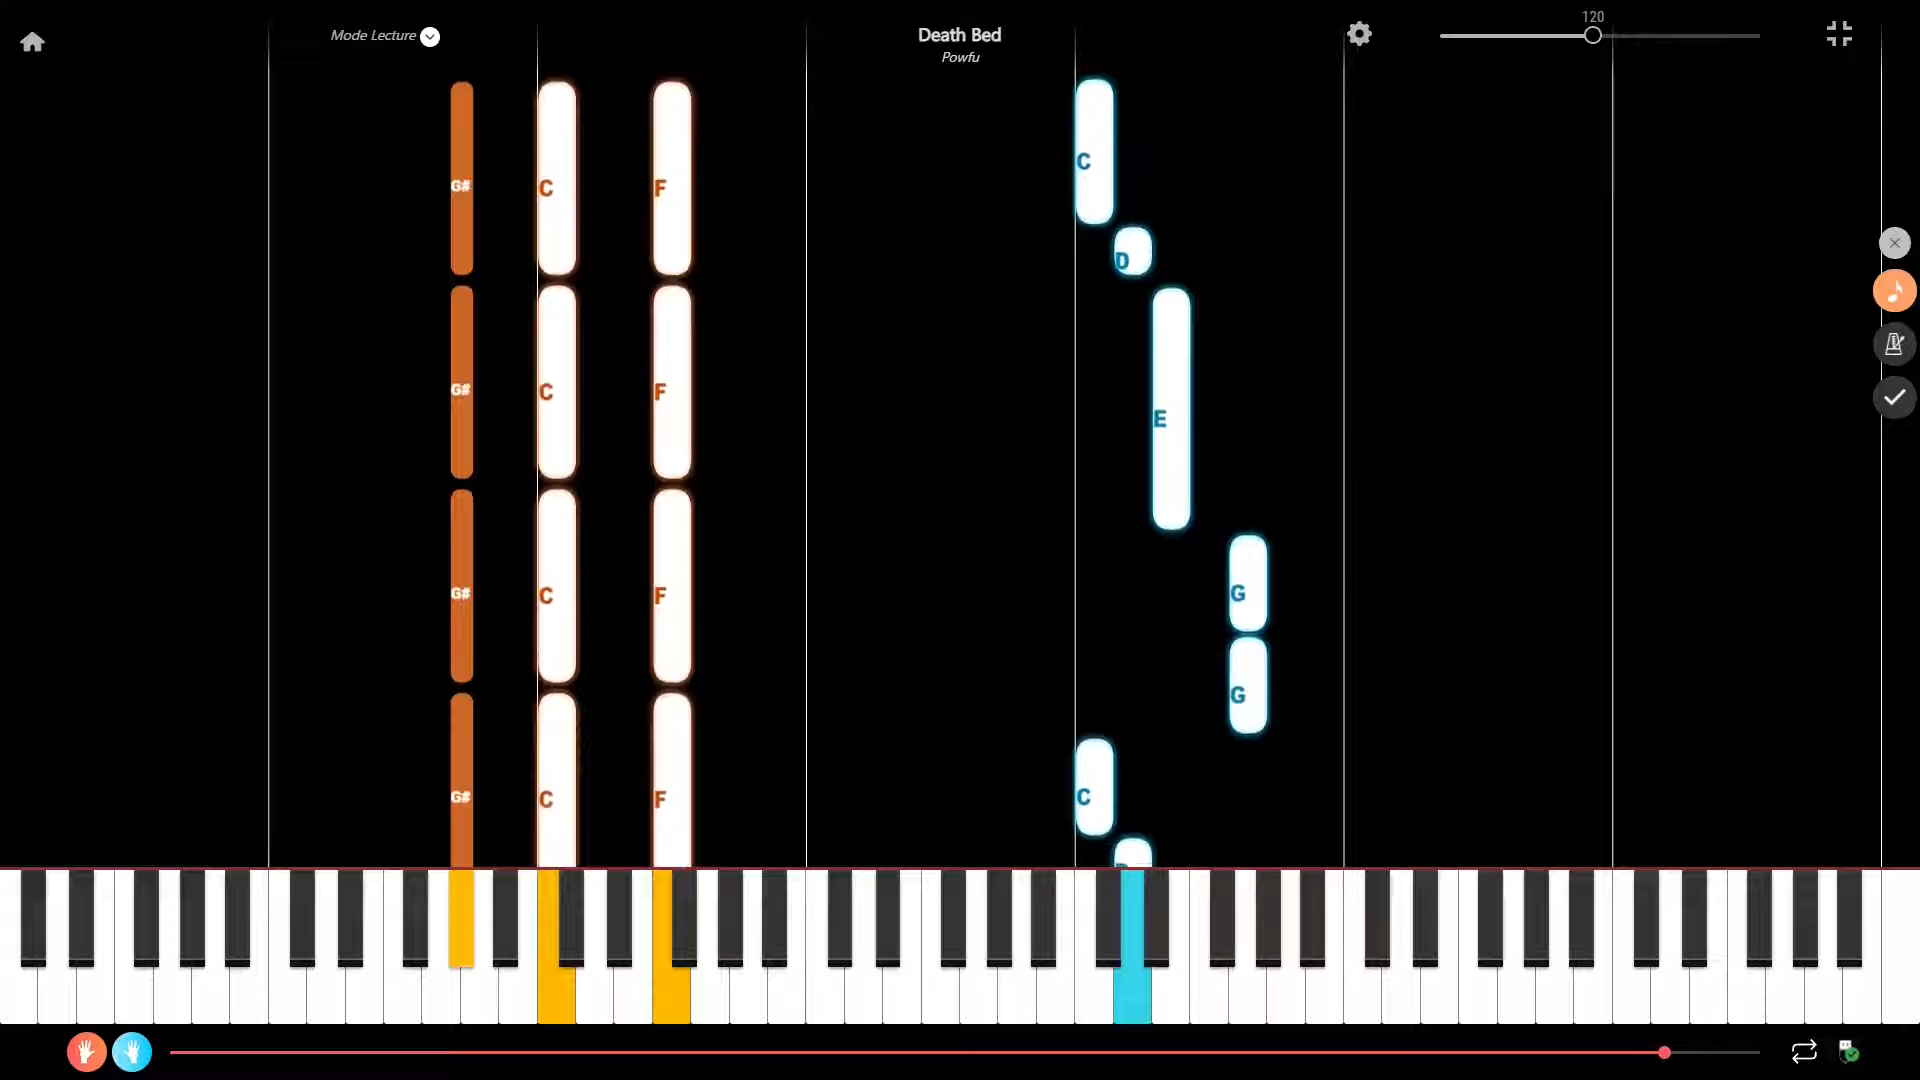 Mode Lecture
Death Bed
Powfu
120
C
G# C F
D
G# C F
E
G# C F
G
G
G# C F
C
D